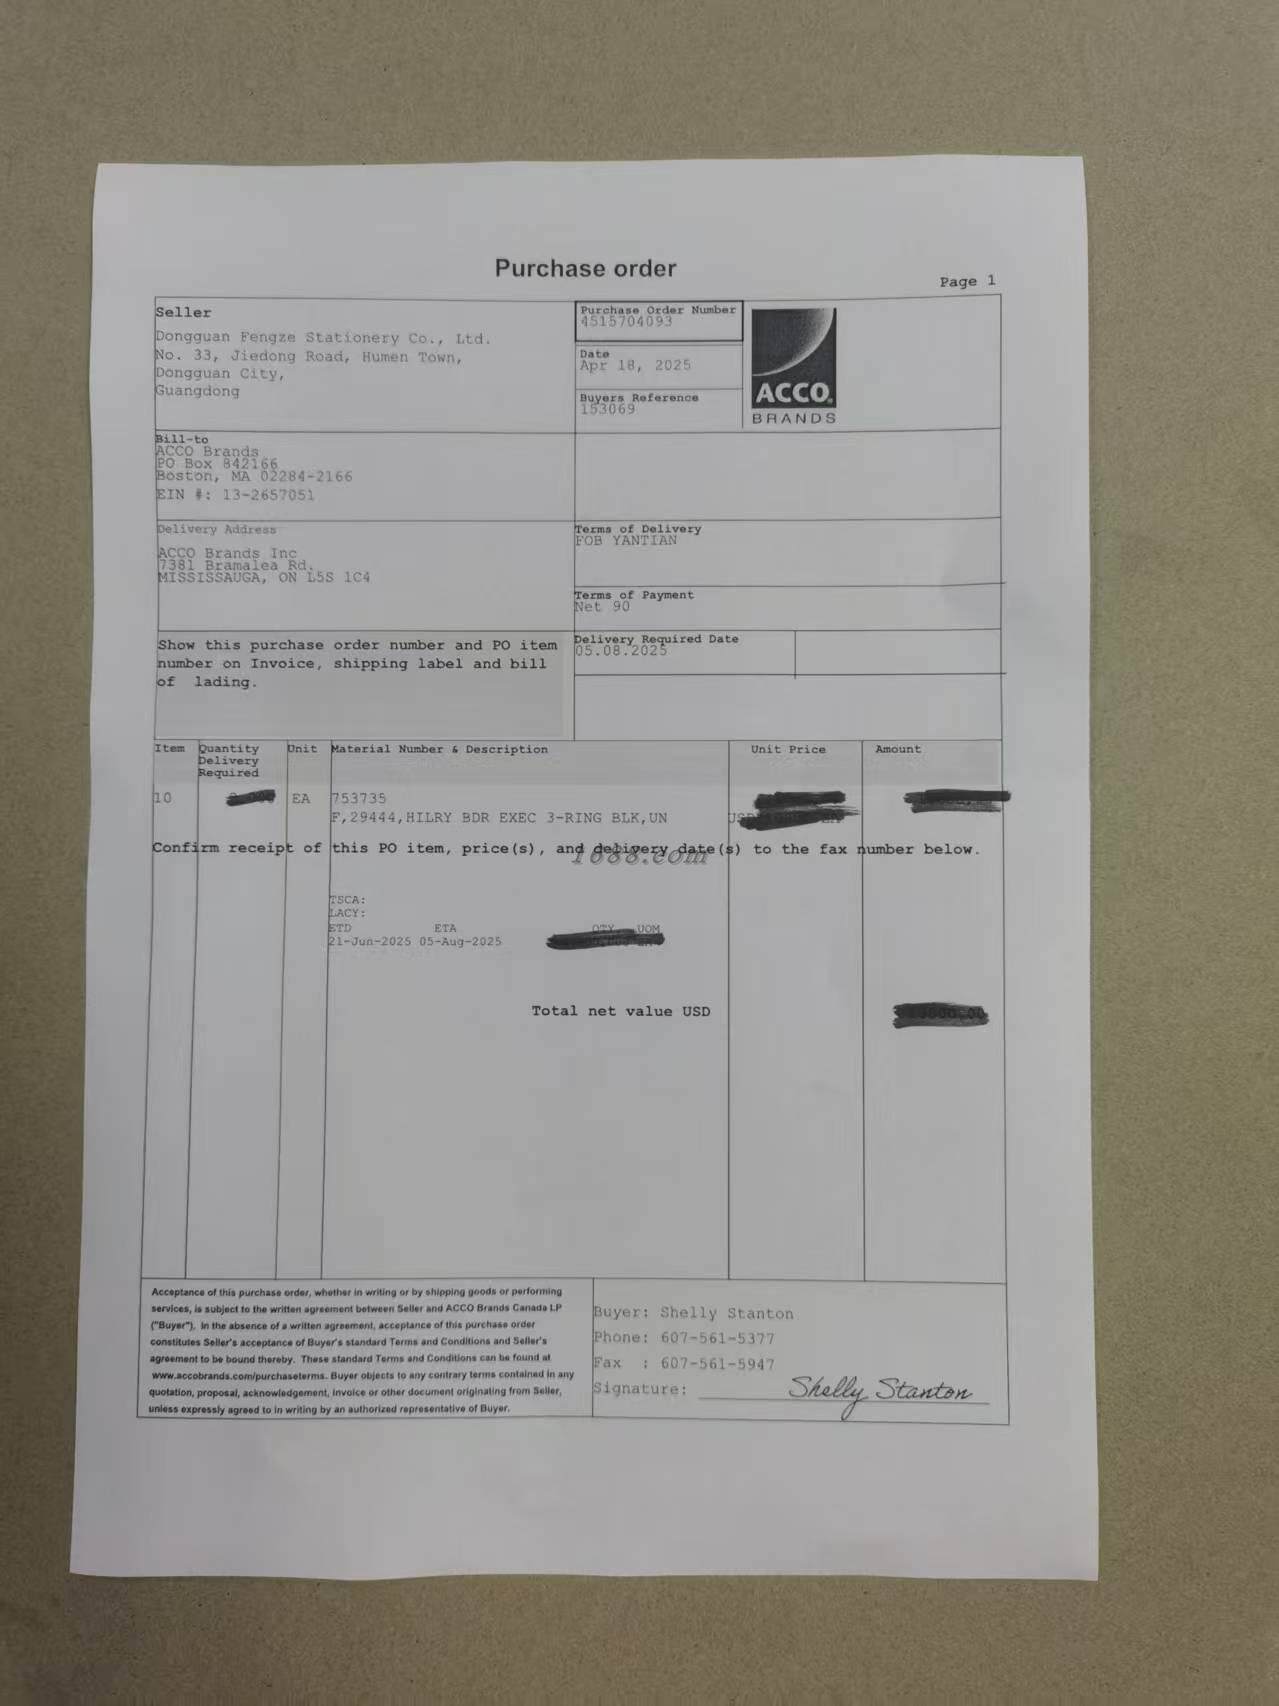 Purchase order
Page 1
Seller
Dongguan Fengze Stationery Co., Ltd.
No. 33, Jiedong Road, Humen Town,
Dongguan City,
Guangdong
Purchase Order Number
4515704093
Date
Apr 18, 2025
Buyers Reference
153069
ACCO
BRANDS
Bill-to
ACCO Brands
PO Box 842166
Boston, MA 02284-2166
EIN #: 13-2657051
Delivery Address
ACCO Brands Inc
7381 Bramalea Rd.
MISSISSAUGA, ON L5S 1C4
Terms of Delivery
FOB YANTIAN
Terms of Payment
Net 90
Show this purchase order number and PO item
number on Invoice, shipping label and bill
of lading.
Delivery Required Date
05.08.2025
Item Quantity Unit Material Number & Description Unit Price Amount
Delivery
Required
10 EA 753735
F,29444,HILRY BDR EXEC 3-RING BLK,UN
Confirm receipt of this PO item, price(s), and delivery date(s) to the fax number below.
1688.com
TSCA:
LACY:
ETD ETA QTY UOM
21-Jun-2025 05-Aug-2025
Total net value USD
Acceptance of this purchase order, whether in writing or by shipping goods or performing
services, is subject to the written agreement between Seller and ACCO Brands Canada LP
("Buyer"). In the absence of a written agreement, acceptance of this purchase order
constitutes Seller's acceptance of Buyer's standard Terms and Conditions and Seller's
agreement to be bound thereby. These standard Terms and Conditions can be found at
www.accobrands.com/purchaseterms. Buyer objects to any contrary terms contained in any
quotation, proposal, acknowledgement, invoice or other document originating from Seller,
unless expressly agreed to in writing by an authorized representative of Buyer.
Buyer: Shelly Stanton
Phone: 607-561-5377
Fax : 607-561-5947
Signature: Shelly Stanton